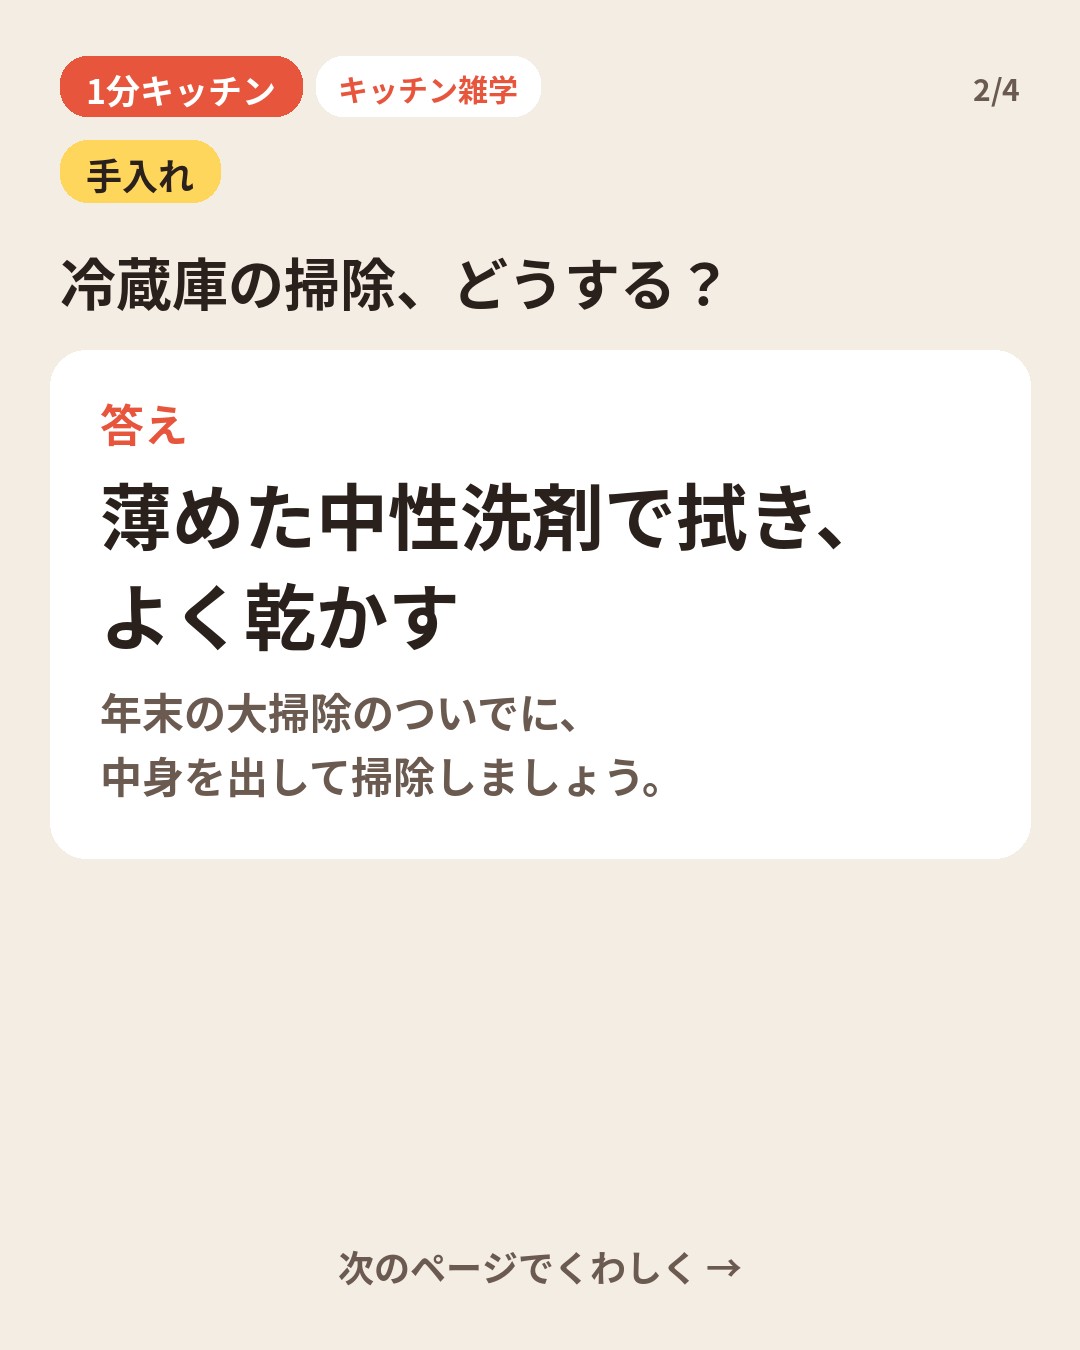 1分キッチン キッチン雑学 2/4
手入れ
冷蔵庫の掃除、どうする？
答え
薄めた中性洗剤で拭き、
よく乾かす
年末の大掃除のついでに、
中身を出して掃除しましょう。
次のページでくわしく →